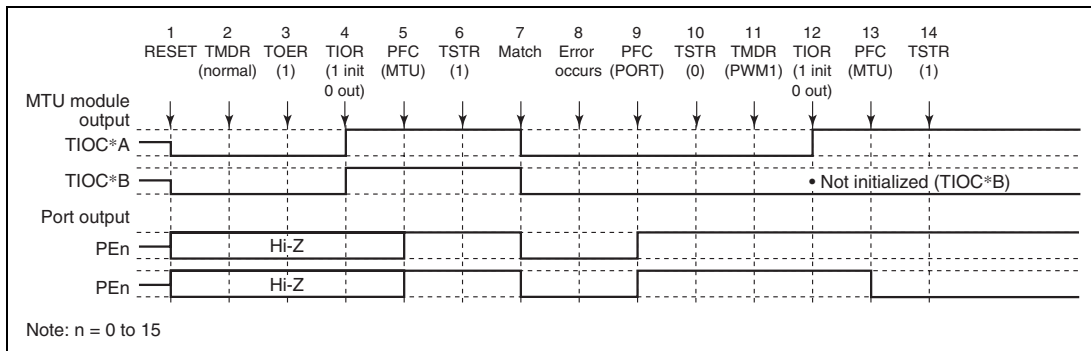 1 2 3 4 5 6 7 8 9 10 11 12 13 14
RESET TMDR TOER TIOR PFC TSTR Match Error PFC TSTR TMDR TIOR PFC TSTR
(normal) (1) (1 init (MTU) (1) occurs (PORT) (0) (PWM1) (1 init (MTU) (1)
0 out) 0 out)
MTU module
output
TIOC*A
TIOC*B
• Not initialized (TIOC*B)
Port output
PEn Hi-Z
PEn Hi-Z
Note: n = 0 to 15